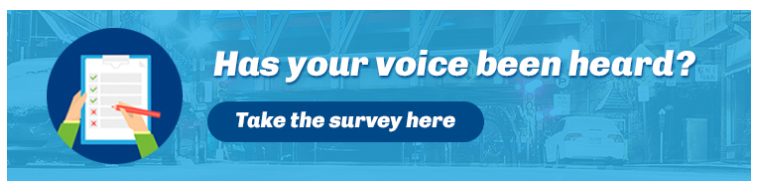 Has your voice been heard?
Take the survey here